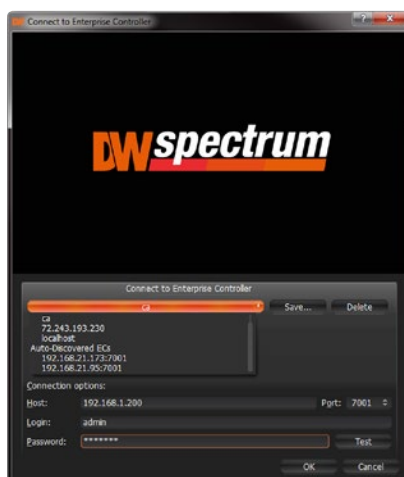 Connect to Enterprise Controller
DW spectrum
Connect to Enterprise Controller
ca Save... Delete
ca
72.243.193.230
localhost
Auto-Discovered ECs
192.168.21.173:7001
192.168.21.95:7001
Connection options:
Host: 192.168.1.200 Port: 7001
Login: admin
Password: ******* Test
OK Cancel